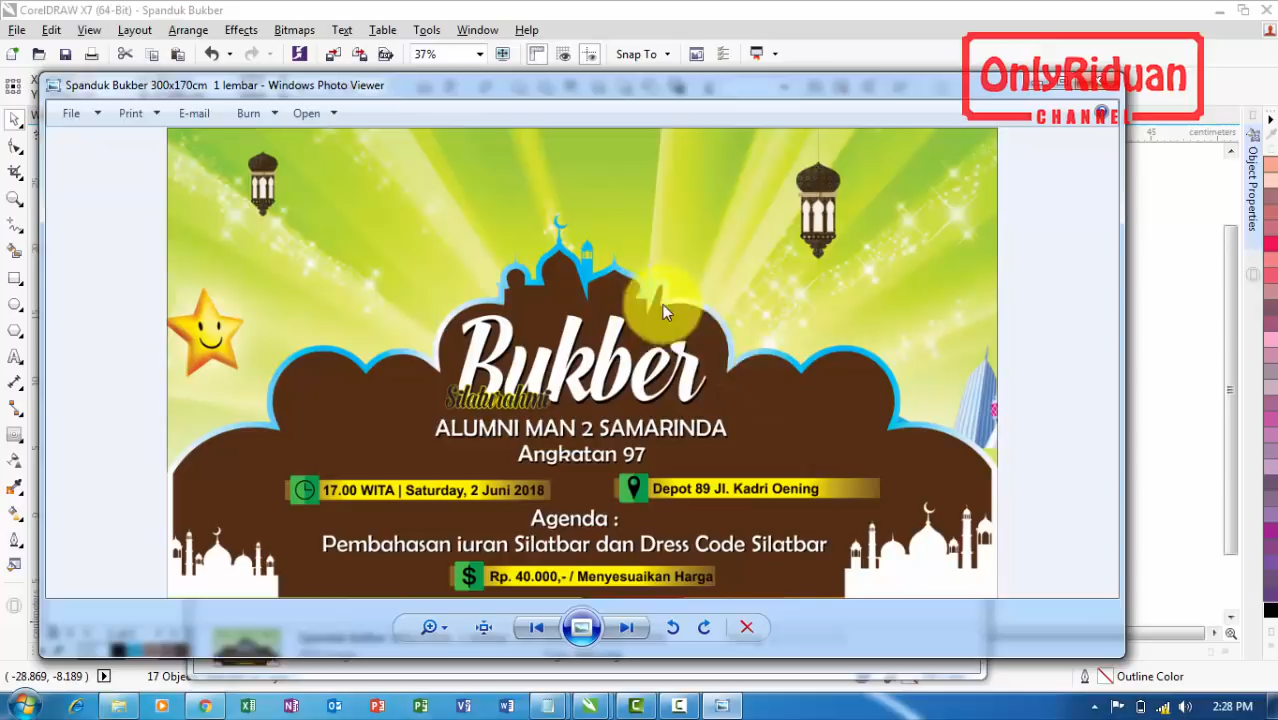 CorelDRAW X7 (64-Bit) - Spanduk Bukber
File Edit View Layout Arrange Effects Bitmaps Text Table Tools Window Help
37% Snap To
OnlyRiduan
CHANNEL
Spanduk Bukber 300x170cm 1 lembar - Windows Photo Viewer
File Print E-mail Burn Open
45 centimeters
Object Properties
Bukber
Silaturahmi
ALUMNI MAN 2 SAMARINDA
Angkatan 97
17.00 WITA | Saturday, 2 Juni 2018
Depot 89 Jl. Kadri Oening
Agenda :
Pembahasan iuran Silatbar dan Dress Code Silatbar
$ Rp. 40.000,- / Menyesuaikan Harga
(-28.869, -8.189)
17 Obje
Outline Color
2:28 PM